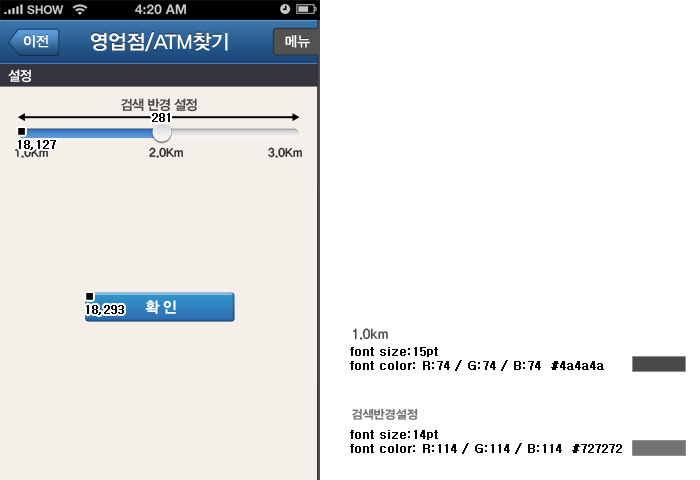 SHOW 4:20 AM
이전 영업점/ATM찾기 메뉴
설정
검색 반경 설정
281
18,127
1.0Km 2.0Km 3.0Km
18,293 확인
1.0km
font size:15pt
font color: R:74 / G:74 / B:74 #4a4a4a
검색반경설정
font size:14pt
font color: R:114 / G:114 / B:114 #727272